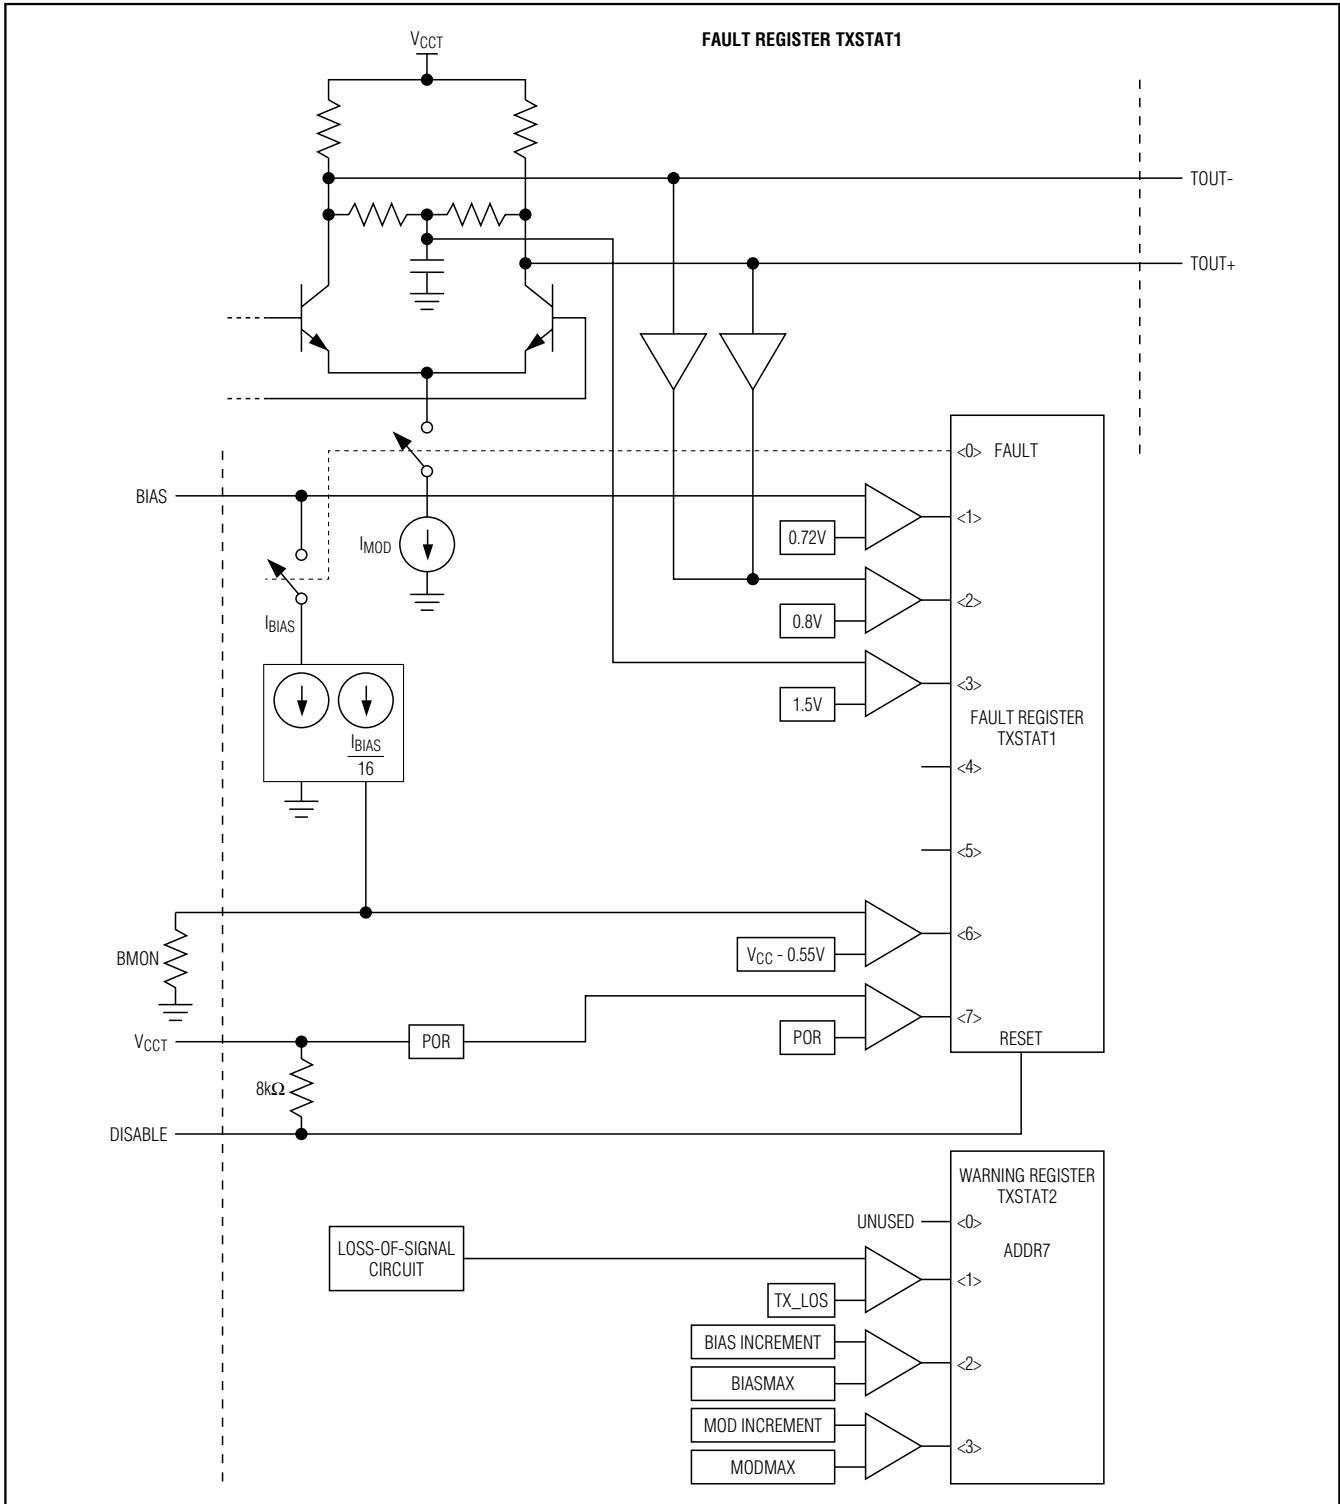 FAULT REGISTER TXSTAT1
VCCT
TOUT-
TOUT+
<0> FAULT
BIAS
<1>
0.72V
IMOD
<2>
0.8V
IBIAS
<3>
1.5V
FAULT REGISTER
TXSTAT1
IBIAS
16
<4>
<5>
<6>
VCC - 0.55V
BMON
<7>
POR
RESET
VCCT
POR
8kΩ
DISABLE
WARNING REGISTER
TXSTAT2
UNUSED
<0>
ADDR7
LOSS-OF-SIGNAL
CIRCUIT
<1>
TX_LOS
BIAS INCREMENT
<2>
BIASMAX
MOD INCREMENT
<3>
MODMAX